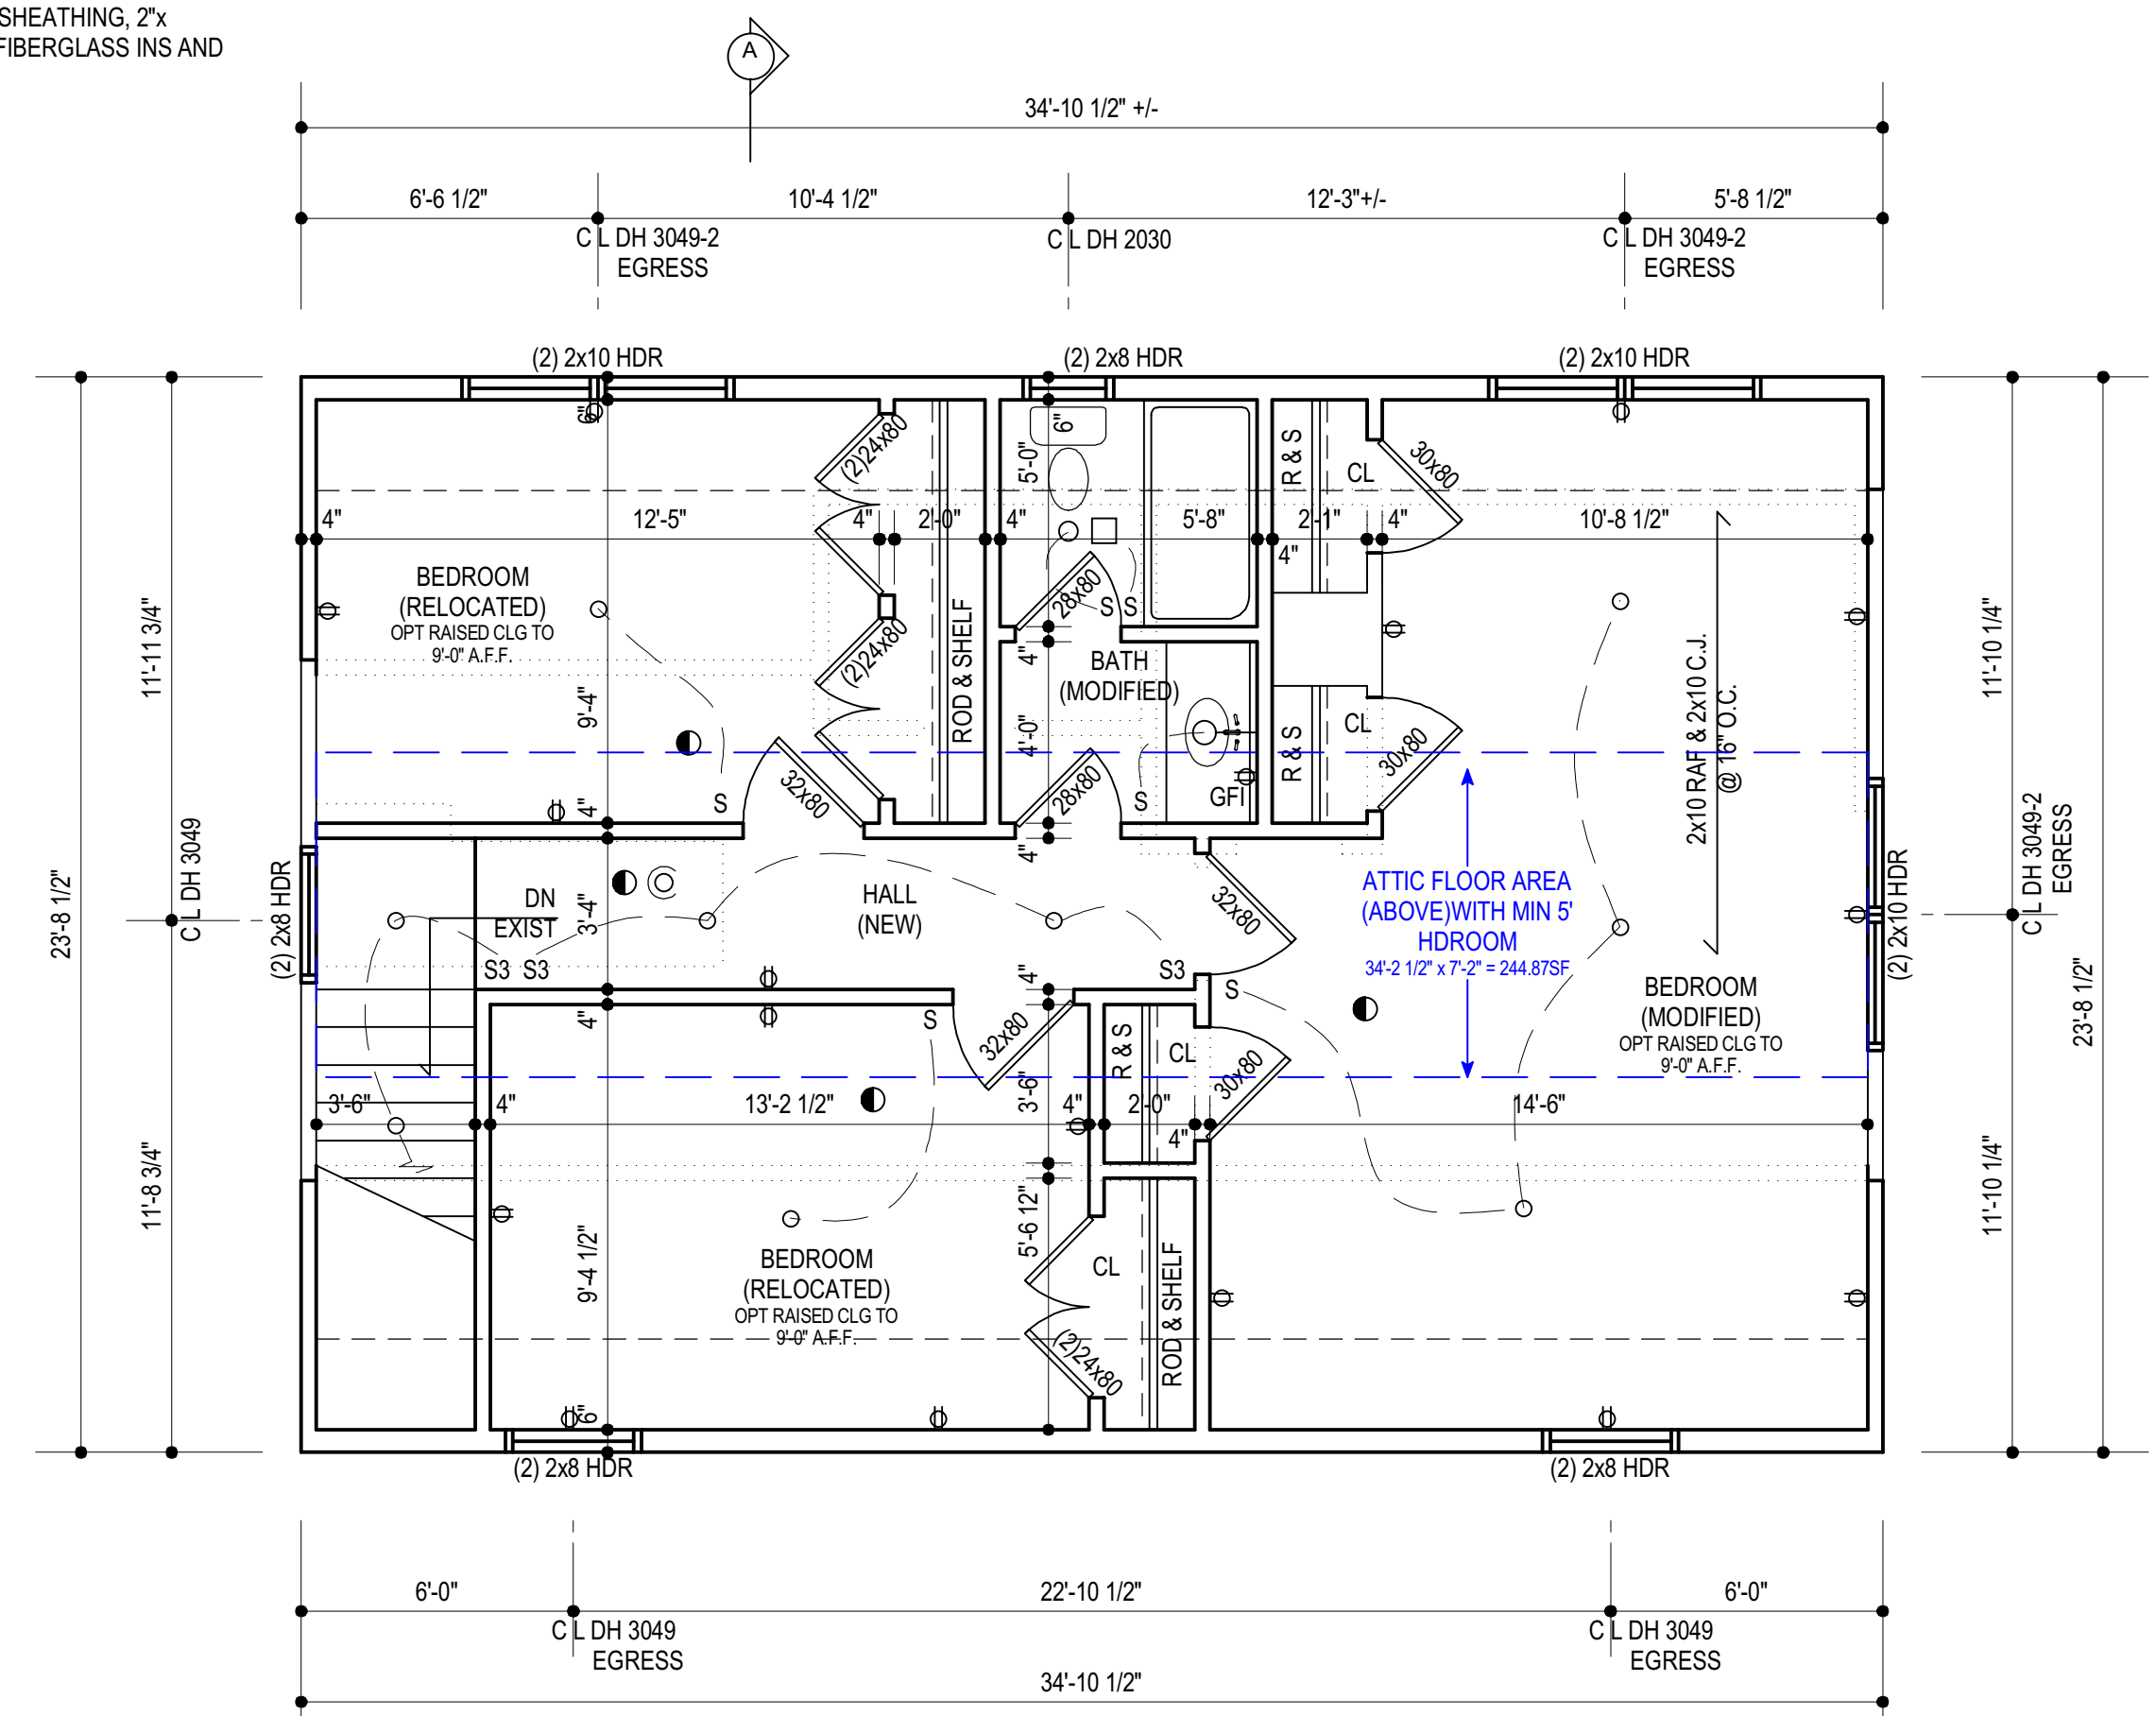 SHEATHING, 2"x
FIBERGLASS INS AND
A
34'-10 1/2" +/-
6'-6 1/2"
10'-4 1/2"
12'-3"+/-
5'-8 1/2"
C L DH 3049-2
EGRESS
C L DH 2030
C L DH 3049-2
EGRESS
(2) 2x10 HDR
(2) 2x8 HDR
(2) 2x10 HDR
6"
6"
(2)24x80
5'-0"
R & S
CL
30x80
4"
12'-5"
4"
2'-0"
4"
5'-8"
4"
2'-1"
4"
10'-8 1/2"
BEDROOM
(RELOCATED)
OPT RAISED CLG TO
9'-0" A.F.F.
(2)24x80
ROD & SHELF
28x80
S S
4"
BATH
(MODIFIED)
11'-11 3/4"
11'-10 1/4"
9'-4"
4'-0"
CL
R & S
30x80
2x10 RAF & 2x10 C.J.
@ 16" O.C.
S
32x80
28x80
S
GFI
4"
4"
C L DH 3049
(2) 2x8 HDR
23'-8 1/2"
DN
EXIST
3'-4"
HALL
(NEW)
32x80
ATTIC FLOOR AREA
(ABOVE)WITH MIN 5'
HDROOM
34'-2 1/2" x 7'-2" = 244.87SF
(2) 2x10 HDR
C L DH 3049-2
EGRESS
23'-8 1/2"
S3 S3
4"
S3
S
4"
S
32x80
R & S
CL
30x80
BEDROOM
(MODIFIED)
OPT RAISED CLG TO
9'-0" A.F.F.
3'-6"
4"
13'-2 1/2"
3'-6"
4"
2'-0"
4"
14'-6"
11'-8 3/4"
11'-10 1/4"
9'-4 1/2"
5'-6 12"
BEDROOM
(RELOCATED)
OPT RAISED CLG TO
9'-0" A.F.F.
CL
ROD & SHELF
(2)24x80
6"
(2) 2x8 HDR
(2) 2x8 HDR
6'-0"
22'-10 1/2"
6'-0"
C L DH 3049
EGRESS
C L DH 3049
EGRESS
34'-10 1/2"